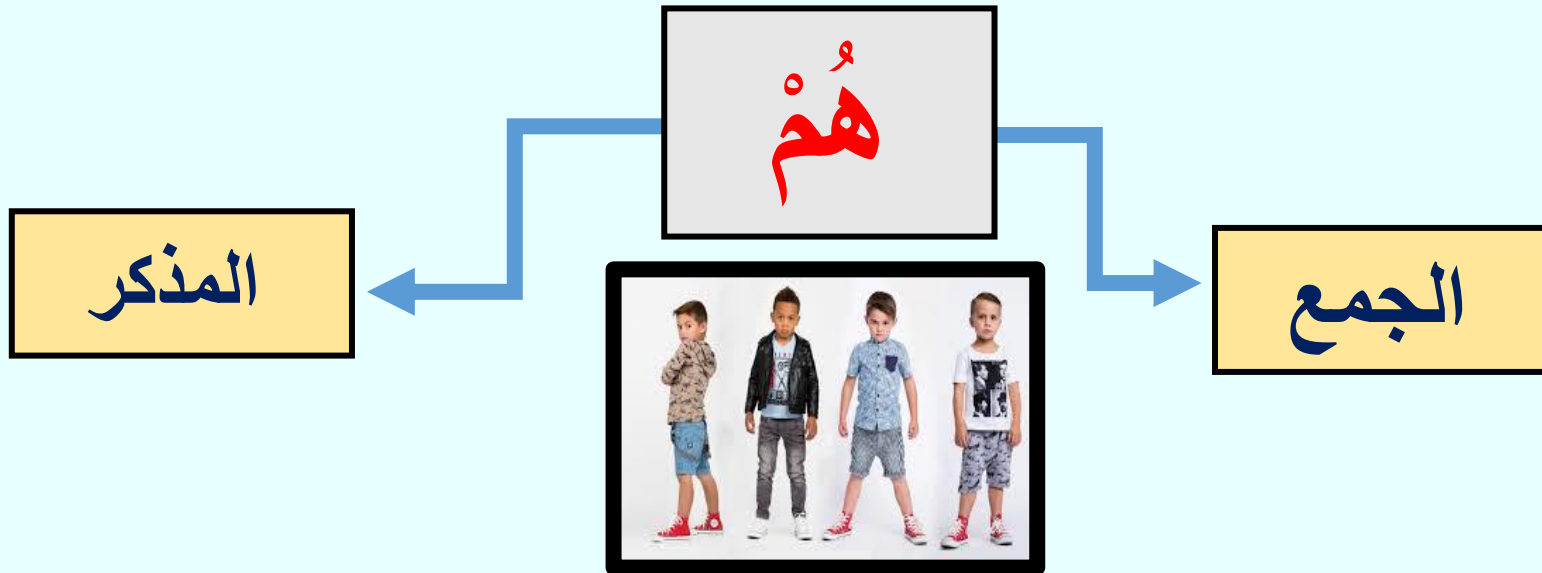 هُمْ
الجمع
المذكر